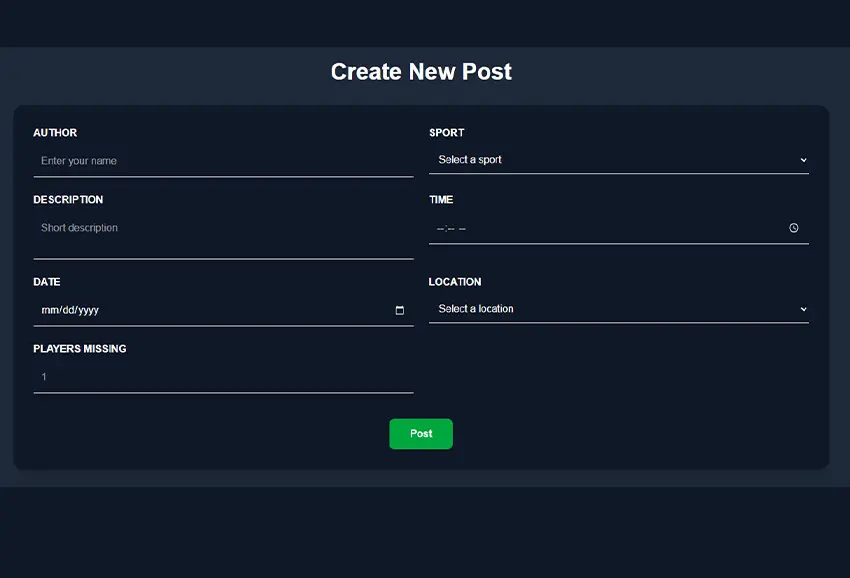 Create New Post
AUTHOR
Enter your name
SPORT
Select a sport
DESCRIPTION
Short description
TIME
--:-- --
DATE
mm/dd/yyyy
LOCATION
Select a location
PLAYERS MISSING
1
Post